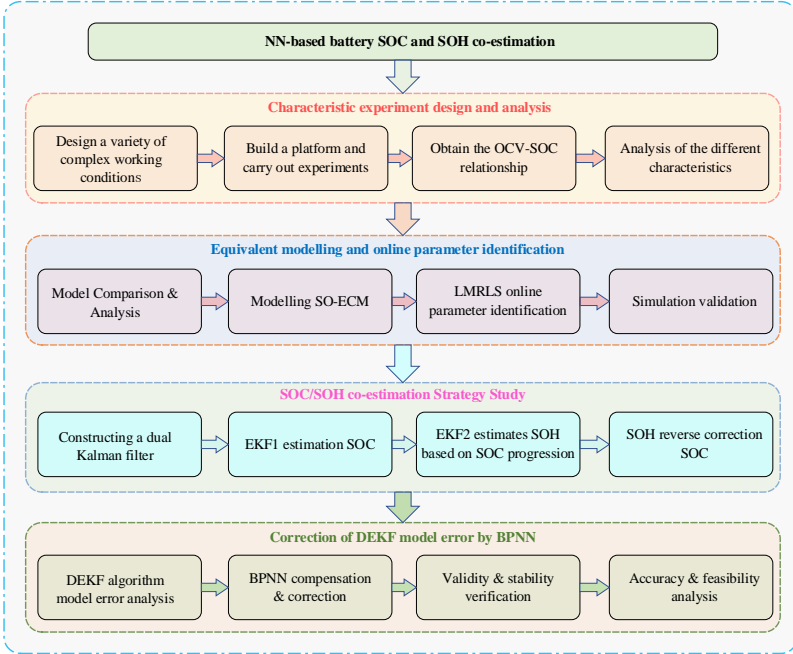 NN-based battery SOC and SOH co-estimation
Characteristic experiment design and analysis
Design a variety of
complex working
conditions
Build a platform and
carry out experiments
Obtain the OCV-SOC
relationship
Analysis of the different
characteristics
Equivalent modelling and online parameter identification
Model Comparison &
Analysis
Modelling SO-ECM
LMRLS online
parameter identification
Simulation validation
SOC/SOH co-estimation Strategy Study
Constructing a dual
Kalman filter
EKF1 estimation SOC
EKF2 estimates SOH
based on SOC progression
SOH reverse correction
SOC
Correction of DEKF model error by BPNN
DEKF algorithm
model error analysis
BPNN compensation
& correction
Validity & stability
verification
Accuracy & feasibility
analysis